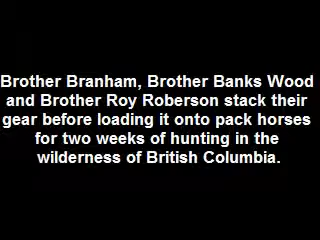 Brother Branham, Brother Banks Wood
and Brother Roy Roberson stack their
gear before loading it onto pack horses
for two weeks of hunting in the
wilderness of British Columbia.